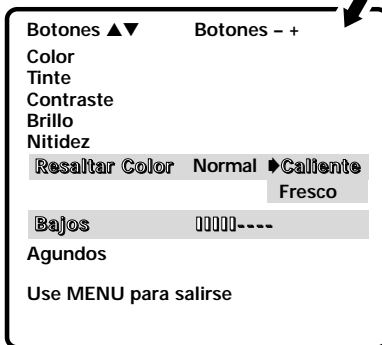 Botones ▲▼ Botones – +
Color
Tinte
Contraste
Brillo
Nitidez
Resaltar Color Normal ➧Caliente
Fresco
Bajos ▯▯▯▯▯----
Agundos
Use MENU para salirse